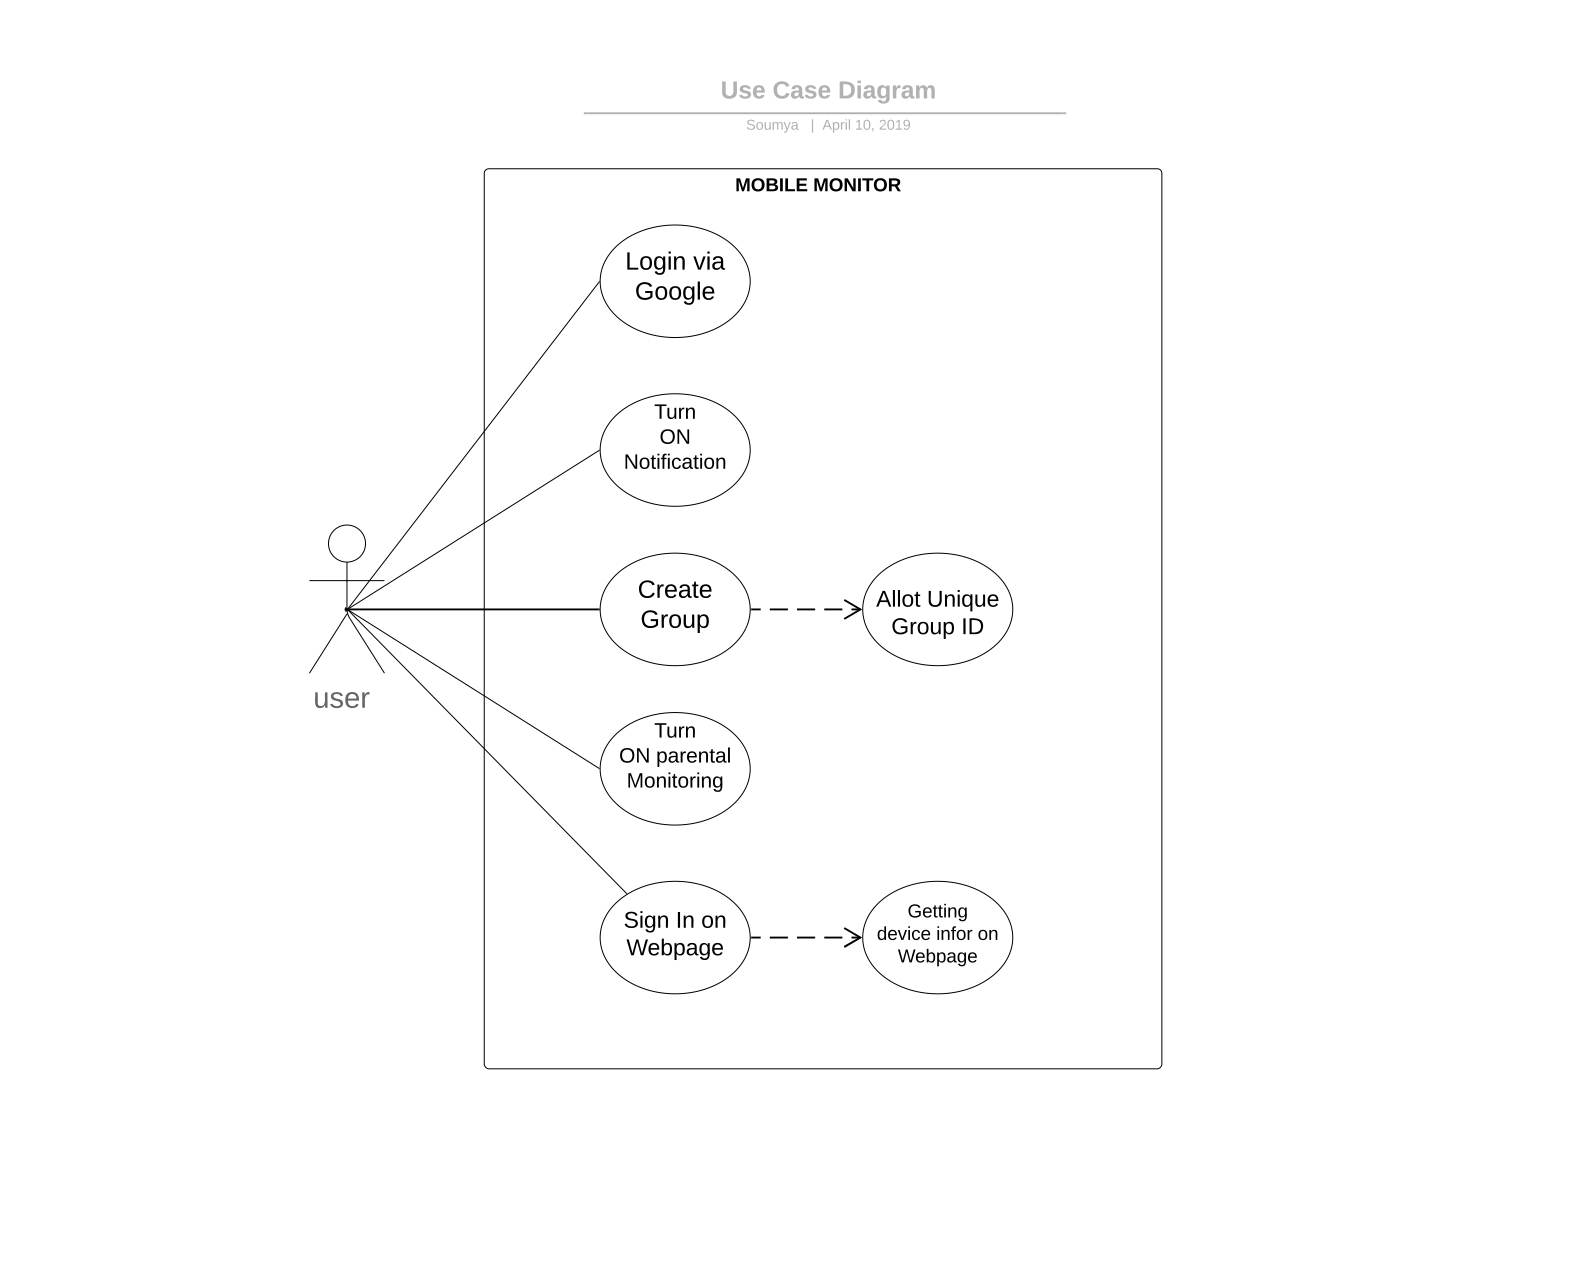 Use Case Diagram
Soumya | April 10, 2019
MOBILE MONITOR
Login via
Google
Turn
ON
Notification
Create
Group
Allot Unique
Group ID
user
Turn
ON parental
Monitoring
Sign In on
Webpage
Getting
device infor on
Webpage